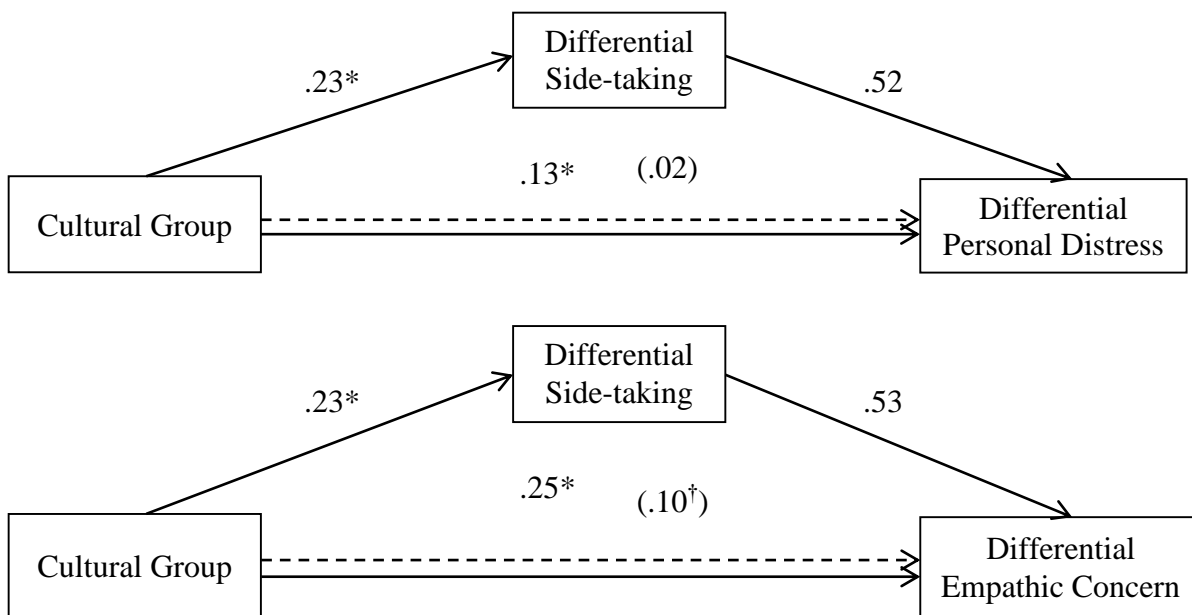 Differential
Side-taking
.23*
.52
.13*
(.02)
Cultural Group
Differential
Personal Distress
Differential
Side-taking
.23*
.53
.25*
(.10†)
Cultural Group
Differential
Empathic Concern